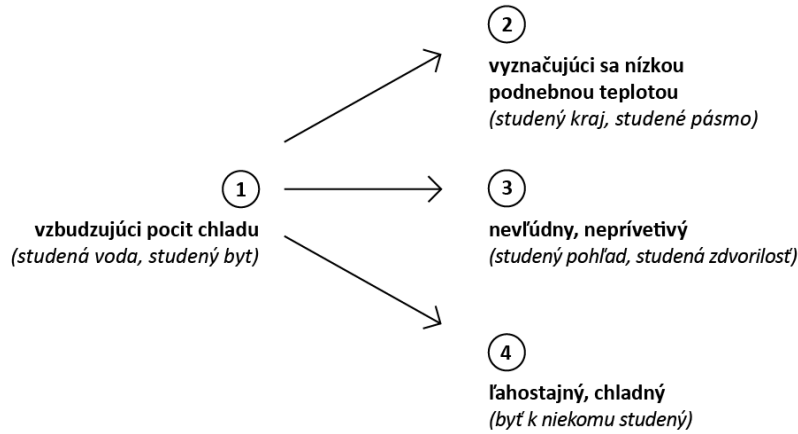 2
vyznačujúci sa nízkou
podnebnou teplotou
(studený kraj, studené pásmo)
1
vzbudzujúci pocit chladu
(studená voda, studený byt)
3
nevľúdny, neprívetivý
(studený pohľad, studená zdvorilosť)
4
ľahostajný, chladný
(byť k niekomu studený)